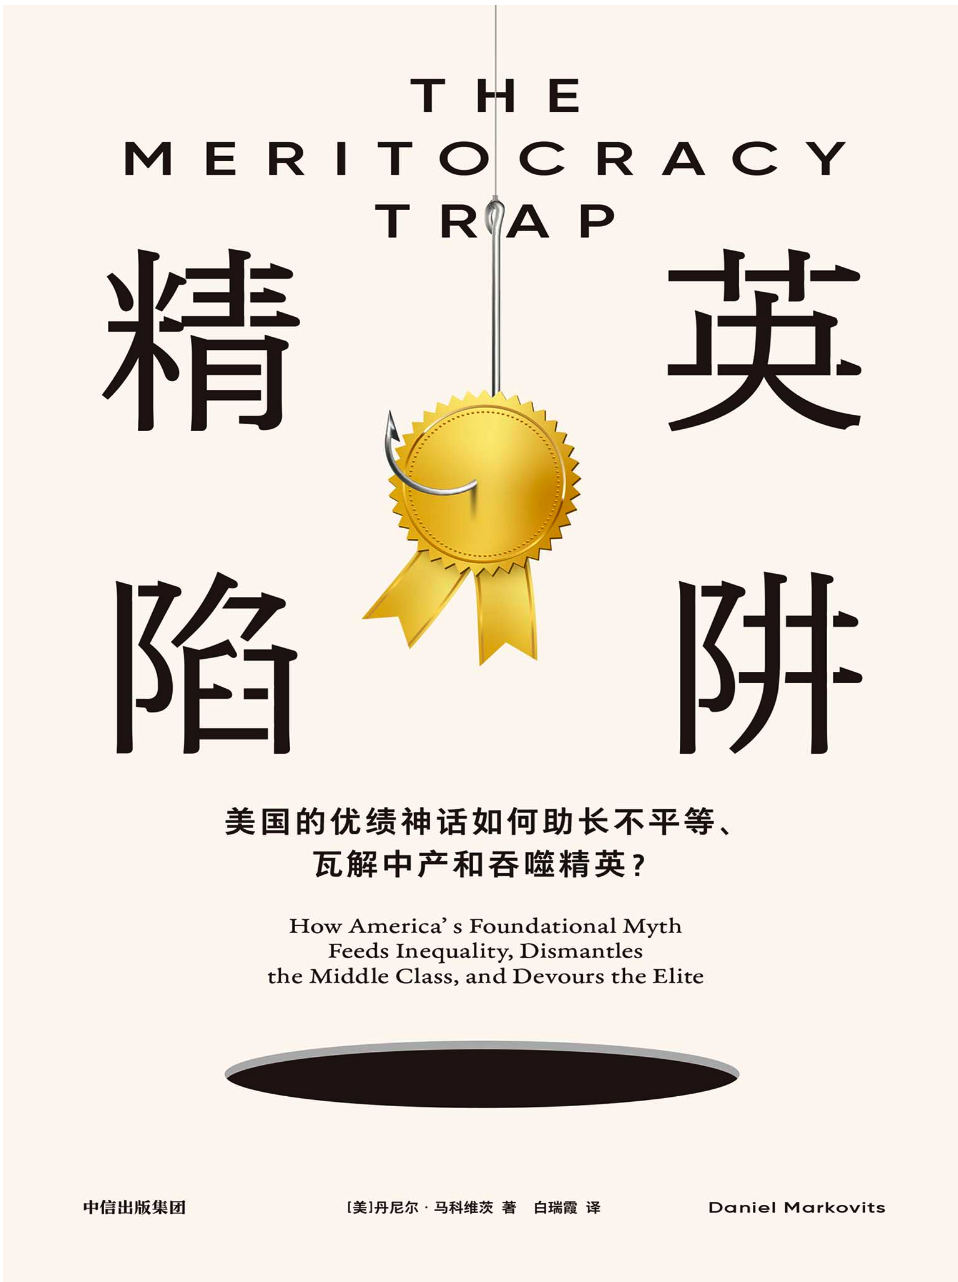 THE
MERITOCRACY
TRAP
精 英
陷 阱
美国的优绩神话如何助长不平等、
瓦解中产和吞噬精英?
How America's Foundational Myth
Feeds Inequality, Dismantles
the Middle Class, and Devours the Elite
中信出版集团 [美]丹尼尔·马科维茨 著 白瑞霞 译 Daniel Markovits